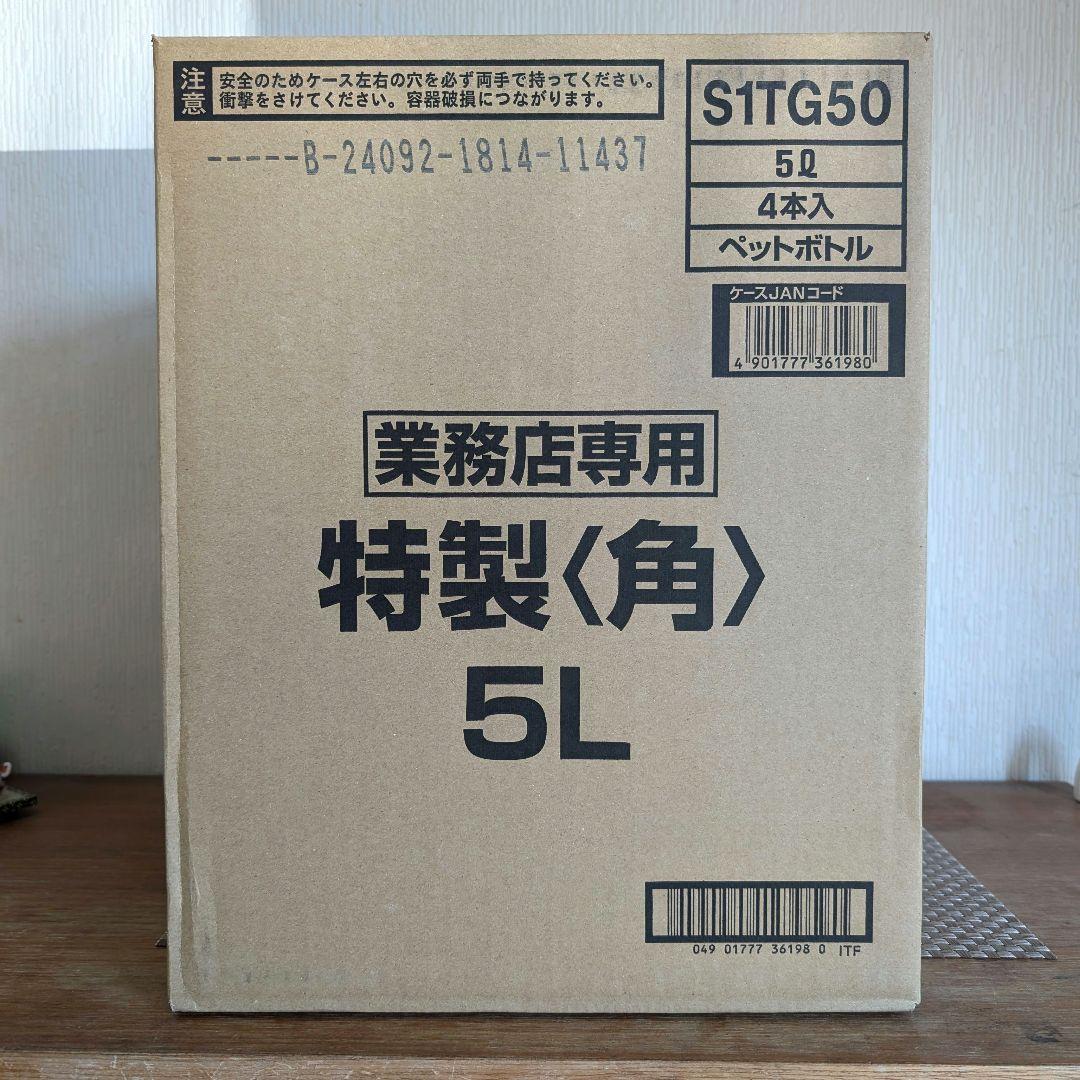 注意
安全のためケース左右の穴を必ず両手で持ってください。
衝撃をさけてください。容器破損につながります。
-----B-24092-1814-11437
S1TG50
5ℓ
4本入
ペットボトル
ケースJANコード
4 901777 361980
業務店専用
特製〈角〉
5L
049 01777 36198 0 ITF